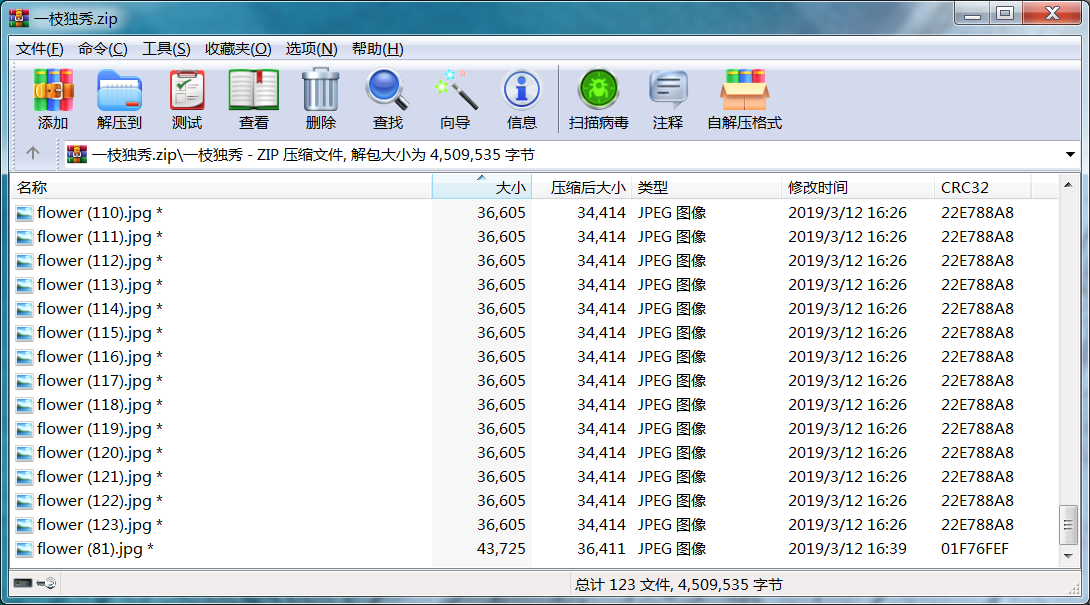 一枝独秀.zip
文件(F) 命令(C) 工具(S) 收藏夹(O) 选项(N) 帮助(H)
添加 解压到 测试 查看 删除 查找 向导 信息 扫描病毒 注释 自解压格式
一枝独秀.zip\一枝独秀 - ZIP 压缩文件, 解包大小为 4,509,535 字节
名称 大小 压缩后大小 类型 修改时间 CRC32
flower (110).jpg * 36,605 34,414 JPEG 图像 2019/3/12 16:26 22E788A8
flower (111).jpg * 36,605 34,414 JPEG 图像 2019/3/12 16:26 22E788A8
flower (112).jpg * 36,605 34,414 JPEG 图像 2019/3/12 16:26 22E788A8
flower (113).jpg * 36,605 34,414 JPEG 图像 2019/3/12 16:26 22E788A8
flower (114).jpg * 36,605 34,414 JPEG 图像 2019/3/12 16:26 22E788A8
flower (115).jpg * 36,605 34,414 JPEG 图像 2019/3/12 16:26 22E788A8
flower (116).jpg * 36,605 34,414 JPEG 图像 2019/3/12 16:26 22E788A8
flower (117).jpg * 36,605 34,414 JPEG 图像 2019/3/12 16:26 22E788A8
flower (118).jpg * 36,605 34,414 JPEG 图像 2019/3/12 16:26 22E788A8
flower (119).jpg * 36,605 34,414 JPEG 图像 2019/3/12 16:26 22E788A8
flower (120).jpg * 36,605 34,414 JPEG 图像 2019/3/12 16:26 22E788A8
flower (121).jpg * 36,605 34,414 JPEG 图像 2019/3/12 16:26 22E788A8
flower (122).jpg * 36,605 34,414 JPEG 图像 2019/3/12 16:26 22E788A8
flower (123).jpg * 36,605 34,414 JPEG 图像 2019/3/12 16:26 22E788A8
flower (81).jpg * 43,725 36,411 JPEG 图像 2019/3/12 16:39 01F76FEF
总计 123 文件, 4,509,535 字节